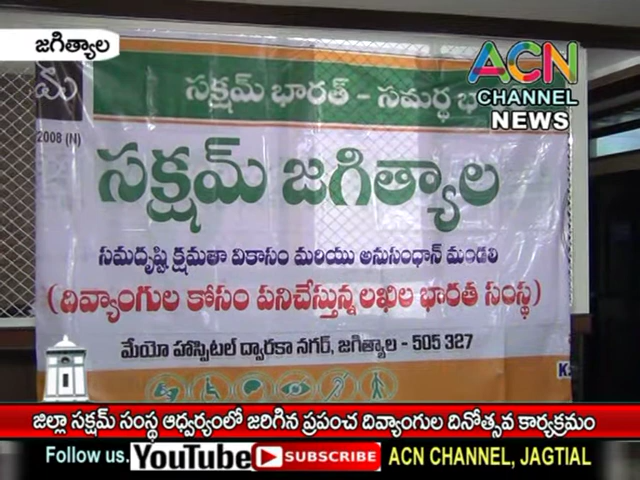 జగిత్యాల
ACN
CHANNEL
NEWS
సక్షమ్ భారత్ - సమర్థ భ
2008 (N)
సక్షమ్ జగిత్యాల
సమదృష్టి క్షమతా వికాసం మరియు అనుసంధాన్ మండలి
(దివ్యాంగుల కోసం పనిచేస్తున్న లఖిల భారత సంస్థ)
మేయో హాస్పిటల్ ద్వారకా నగర్, జగిత్యాల - 505 327
జిల్లా సక్షమ్ సంస్థ ఆధ్వర్యంలో జరిగిన ప్రపంచ దివ్యాంగుల దినోత్సవ కార్యక్రమం
Follow us. YouTube SUBSCRIBE ACN CHANNEL, JAGTIAL